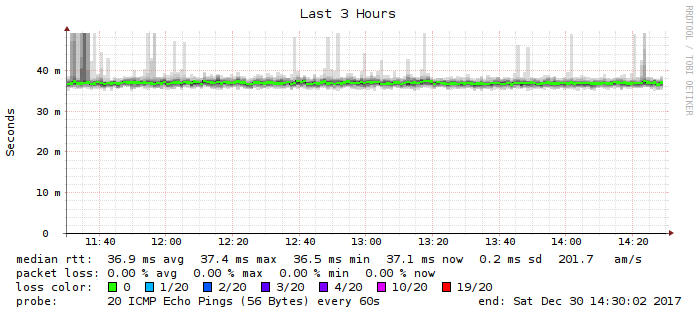 Last 3 Hours
RRDTOOL / TOBI OETIKER
Seconds
40 m
30 m
20 m
10 m
0
11:40 12:00 12:20 12:40 13:00 13:20 13:40 14:00 14:20
median rtt: 36.9 ms avg 37.4 ms max 36.5 ms min 37.1 ms now 0.2 ms sd 201.7 am/s
packet loss: 0.00 % avg 0.00 % max 0.00 % min 0.00 % now
loss color: 0 1/20 2/20 3/20 4/20 10/20 19/20
probe: 20 ICMP Echo Pings (56 Bytes) every 60s end: Sat Dec 30 14:30:02 2017